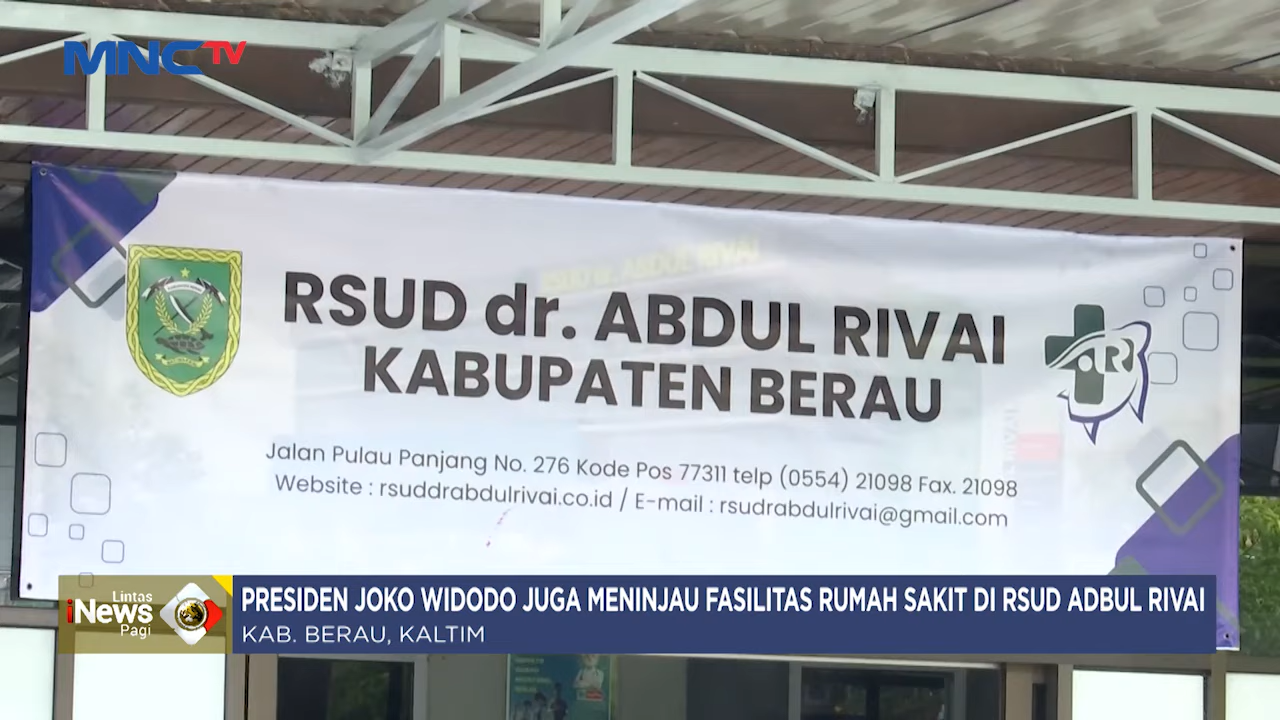 MNCTV
RSUD dr. ABDUL RIVAI
KABUPATEN BERAU
Jalan Pulau Panjang No. 276 Kode Pos 77311 telp (0554) 21098 Fax. 21098
Website : rsuddrabdulrivai.co.id / E-mail : rsudrabdulrivai@gmail.com
Lintas
iNews
Pagi
PRESIDEN JOKO WIDODO JUGA MENINJAU FASILITAS RUMAH SAKIT DI RSUD ADBUL RIVAI
KAB. BERAU, KALTIM